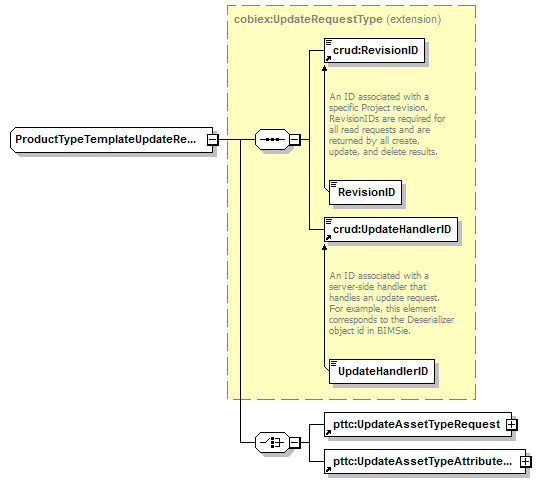 cobiex:UpdateRequestType (extension)
crud:RevisionID
An ID associated with a
specific Project revision.
RevisionIDs are required for
all read requests and are
returned by all create,
update, and delete results.
ProductTypeTemplateUpdateRe...
RevisionID
crud:UpdateHandlerID
An ID associated with a
server-side handler that
handles an update request.
For example, this element
corresponds to the Deserializer
object id in BIMSie.
UpdateHandlerID
pttc:UpdateAssetTypeRequest
pttc:UpdateAssetTypeAttribute...